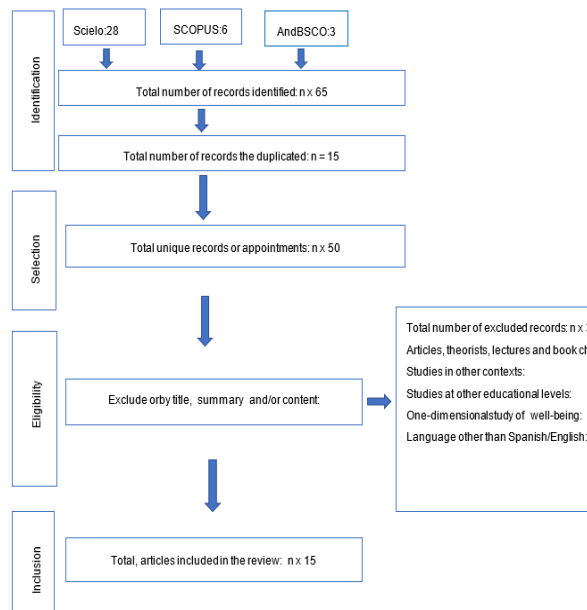 Scielo:28
SCOPUS:6
AndBSCO:3
Identification
Total number of records identified: n x 65
Total number of records the duplicated: n = 15
Selection
Total unique records or appointments: n x 50
Eligibility
Exclude orby title, summary and/or content:
Total number of excluded records: n x
Articles, theorists, lectures and book
Studies in other contexts:
Studies at other educational levels:
One-dimensionalstudy of well-being:
Language other than Spanish/English:
Inclusion
Total, articles included in the review: n x 15